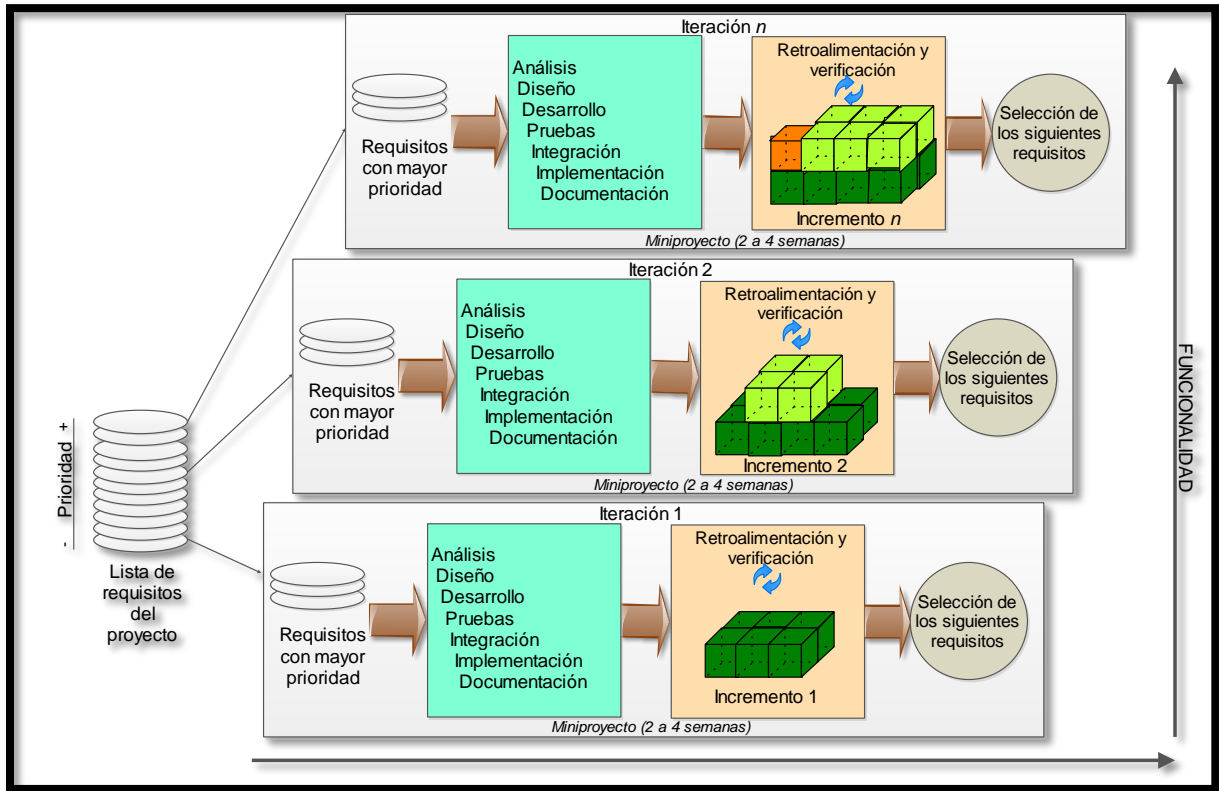 Iteración n
Requisitos
con mayor
prioridad
Análisis
Diseño
Desarrollo
Pruebas
Integración
Implementación
Documentación
Retroalimentación y
verificación
Incremento n
Selección de
los siguientes
requisitos
Miniproyecto (2 a 4 semanas)
Iteración 2
Requisitos
con mayor
prioridad
Análisis
Diseño
Desarrollo
Pruebas
Integración
Implementación
Documentación
Retroalimentación y
verificación
Incremento 2
Selección de
los siguientes
requisitos
Miniproyecto (2 a 4 semanas)
Iteración 1
Requisitos
con mayor
prioridad
Análisis
Diseño
Desarrollo
Pruebas
Integración
Implementación
Documentación
Retroalimentación y
verificación
Incremento 1
Selección de
los siguientes
requisitos
Miniproyecto (2 a 4 semanas)
- Prioridad +
Lista de
requisitos
del
proyecto
FUNCIONALIDAD